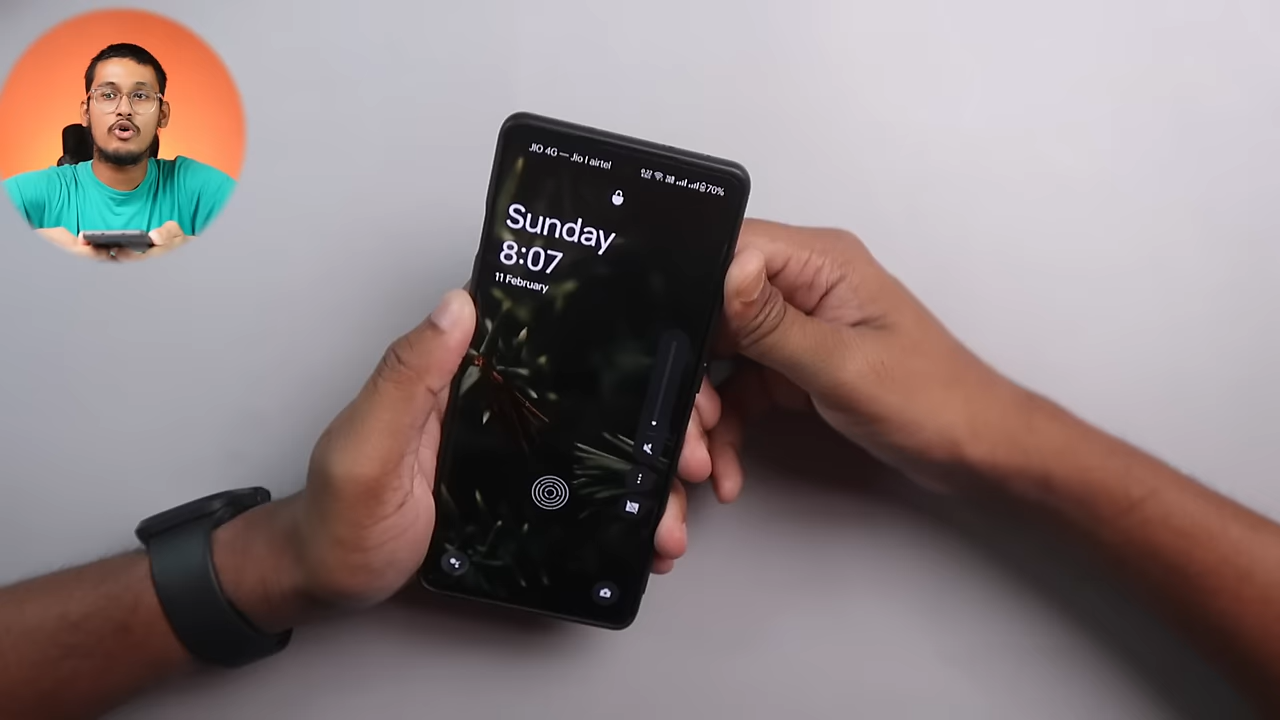 JIO 4G — Jio | airtel
70%
Sunday
8:07
11 February